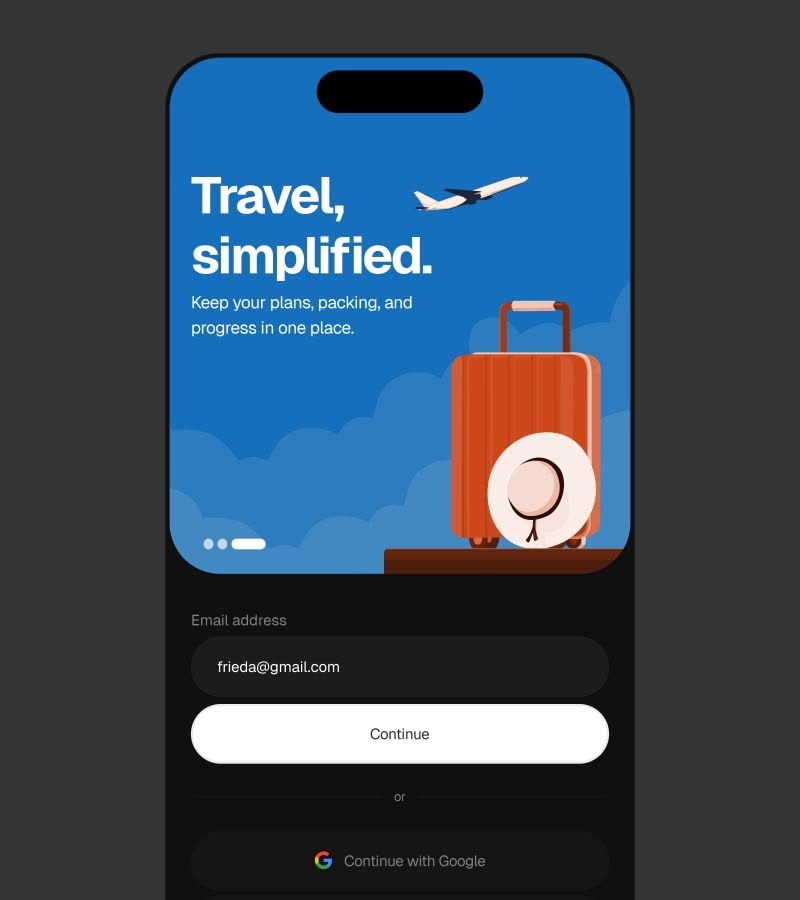 Travel,
simplified.
Keep your plans, packing, and
progress in one place.
Email address
frieda@gmail.com
Continue
or
Continue with Google